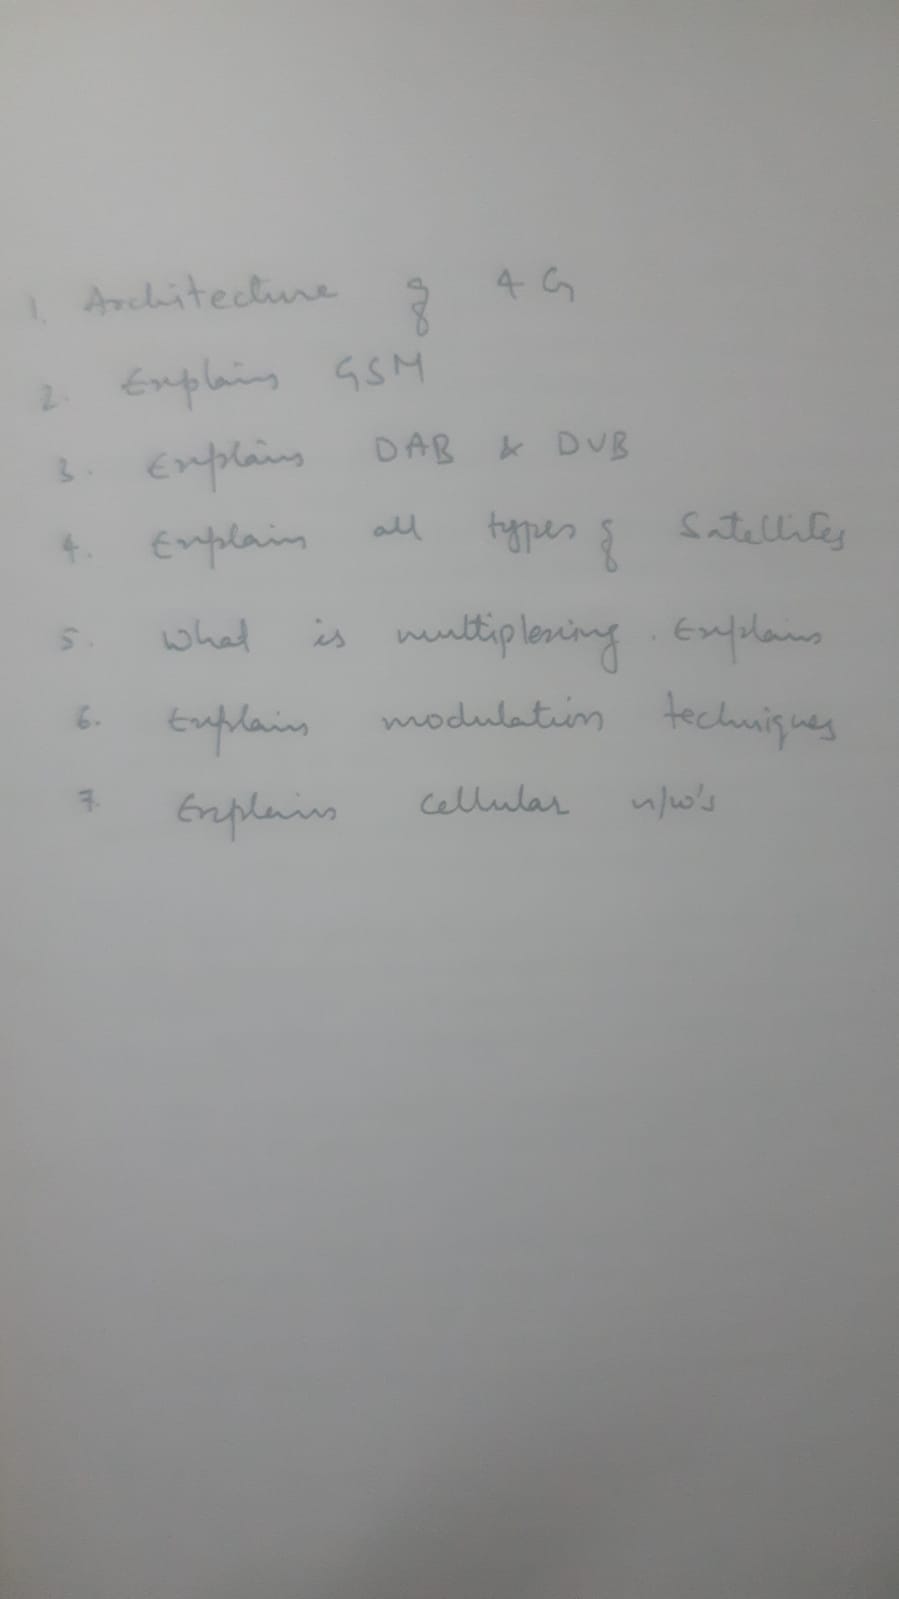 1. Architecture of 4G
2. Explain GSM
3. Explain DAB & DVB
4. Explain all types of Satellites
5. What is multiplexing. Explain
6. Explain modulation techniques
7. Explain cellular n/w's